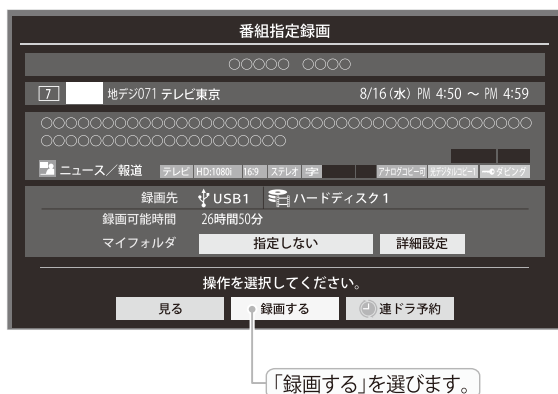 番組指定録画
○○○○○ ○○○○
7 地デジ071 テレビ東京 8/16(水) PM 4:50 ～ PM 4:59
○○○○○○○○○○○○○○○○○○○○○○○○○○○○○○○○○○○○○○○
○○○○○○○○○○○○○○○○○○○○
ニュース／報道 テレビ HD:1080i 16:9 ステレオ 字 アナログコピー可 光デジタルコピー1 ダビング
録画先 USB1 ハードディスク1
録画可能時間 26時間50分
マイフォルダ 指定しない 詳細設定
操作を選択してください。
見る 録画する 連ドラ予約
「録画する」を選びます。